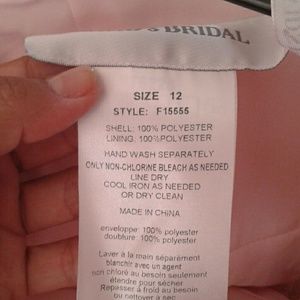 BRIDAL
SIZE 12
STYLE: F15555
SHELL: 100% POLYESTER
LINING: 100% POLYESTER
HAND WASH SEPARATELY
ONLY NON-CHLORINE BLEACH AS NEEDED
LINE DRY
COOL IRON AS NEEDED
OR DRY CLEAN
MADE IN CHINA
enveloppe: 100% polyester
doublure: 100% polyester
Laver à la main séparément
blanchir avec un agent
non chloré au besoin seulement
étendre pour sécher
Repasser à froid au besoin
ou nettoyer à sec